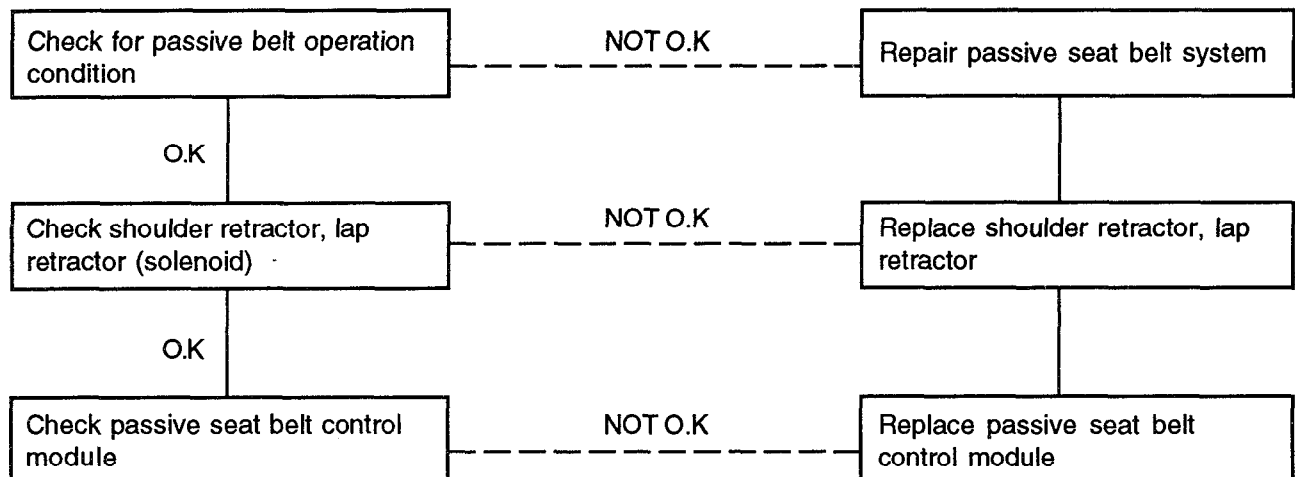 Check for passive belt operation
condition
NOT O.K
Repair passive seat belt system
O.K
Check shoulder retractor, lap
retractor (solenoid)
NOT O.K
Replace shoulder retractor, lap
retractor
O.K
Check passive seat belt control
module
NOT O.K
Replace passive seat belt
control module